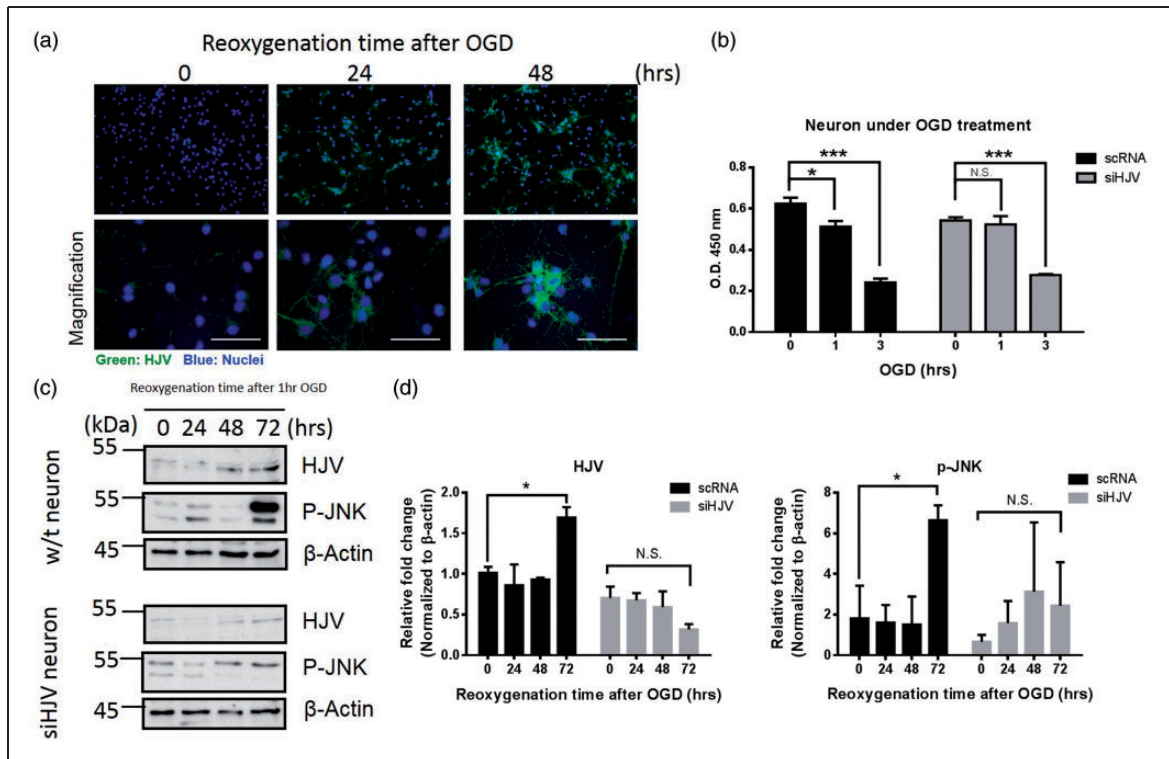 (a)
Reoxygenation time after OGD
0 24 48 (hrs)
Magnification
Green: HJV Blue: Nuclei
(b)
Neuron under OGD treatment
scRNA
siHJV
***
*
***
N.S.
O.D. 450 nm
0.8
0.6
0.4
0.2
0.0
0 1 3 0 1 3
OGD (hrs)
(c)
Reoxygenation time after 1hr OGD
(kDa) 0 24 48 72 (hrs)
w/t neuron
55 HJV
55 P-JNK
45 β-Actin
siHJV neuron
55 HJV
55 P-JNK
45 β-Actin
(d)
HJV
scRNA
siHJV
*
N.S.
Relative fold change
(Normalized to β-actin)
2.0
1.5
1.0
0.5
0.0
0 24 48 72 0 24 48 72
Reoxygenation time after OGD (hrs)
p-JNK
scRNA
siHJV
*
N.S.
Relative fold change
(Normalized to β-actin)
8
6
4
2
0
0 24 48 72 0 24 48 72
Reoxygenation time after OGD (hrs)